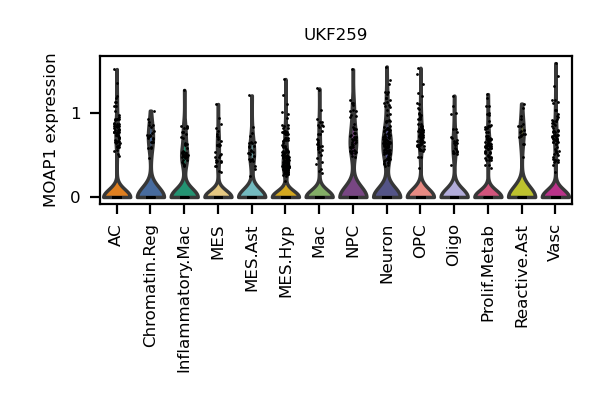 UKF259
MOAP1 expression
1
0
AC
Chromatin.Reg
Inflammatory.Mac
MES
MES.Ast
MES.Hyp
Mac
NPC
Neuron
OPC
Oligo
Prolif.Metab
Reactive.Ast
Vasc